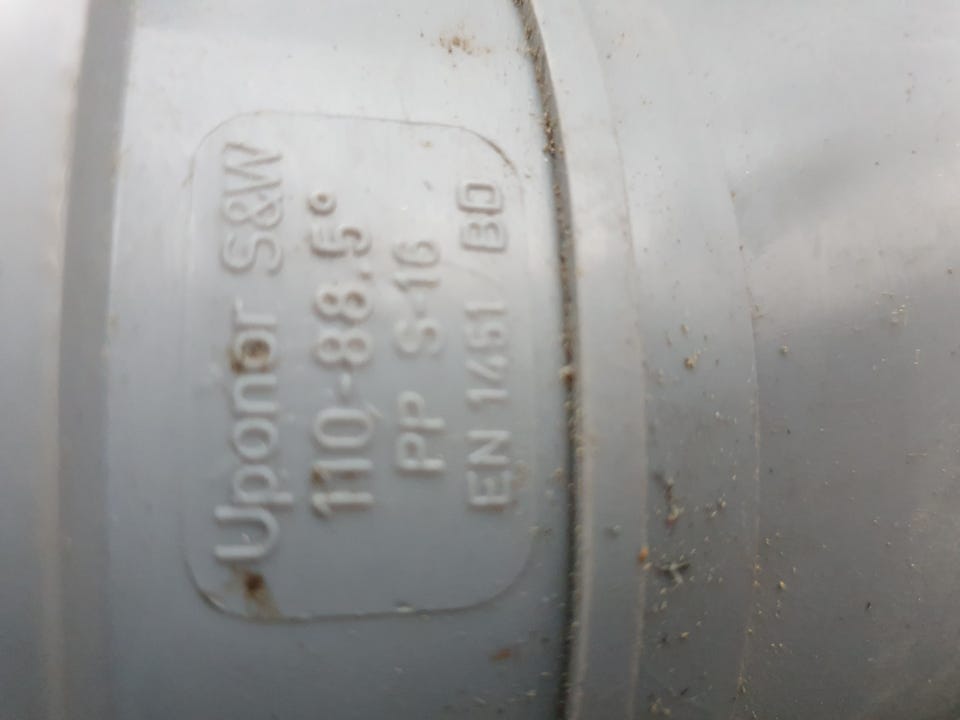 Uponor S&W
110-88.5°
PP S-16
EN 1451 BD